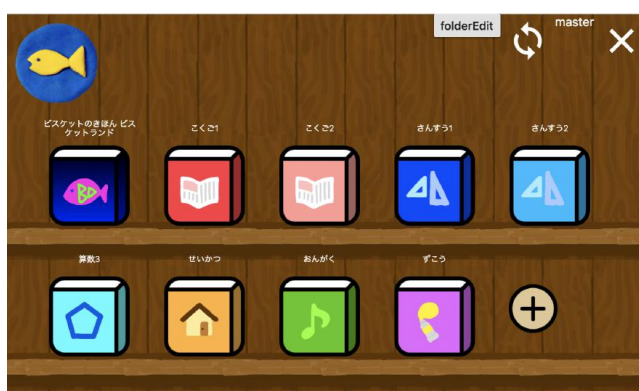 folderEdit
master
ビスケットのきほん ビス
ケットランド
こくご1
こくご2
さんすう1
さんすう2
算数3
せいかつ
おんがく
ずこう